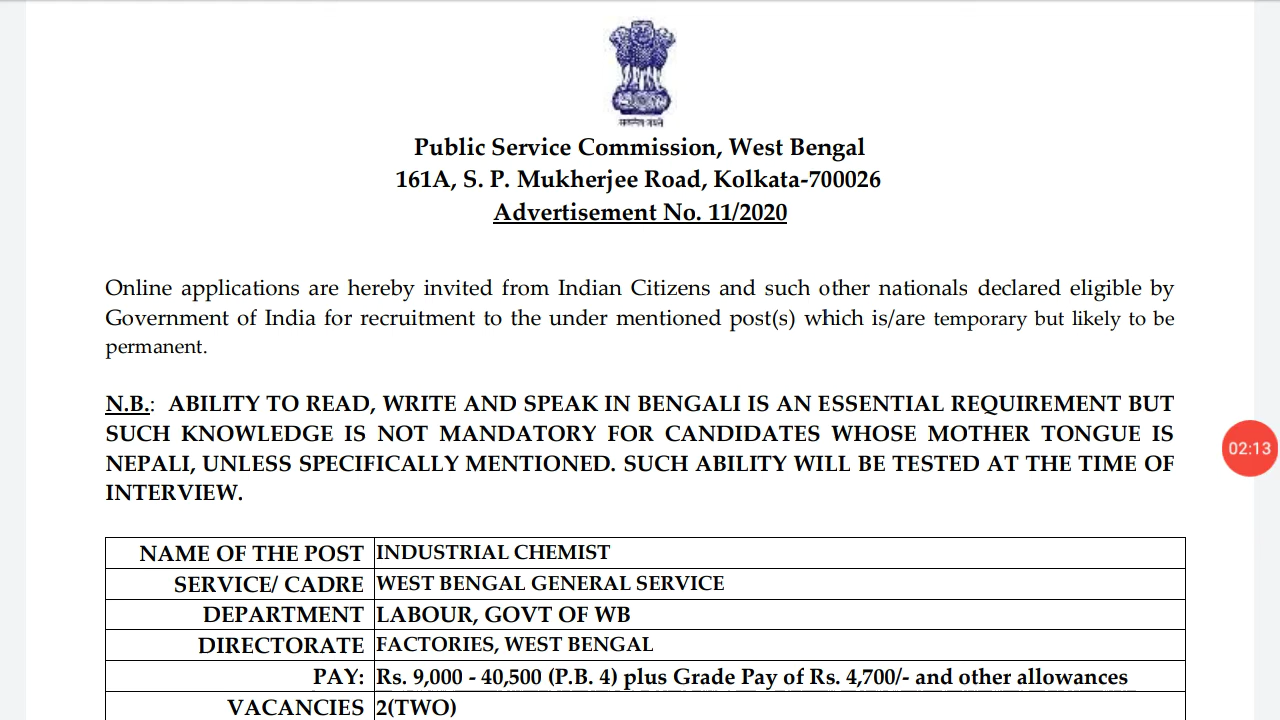 सत्यमेव जयते
Public Service Commission, West Bengal
161A, S. P. Mukherjee Road, Kolkata-700026
Advertisement No. 11/2020
Online applications are hereby invited from Indian Citizens and such other nationals declared eligible by
Government of India for recruitment to the under mentioned post(s) which is/are temporary but likely to be
permanent.
N.B.: ABILITY TO READ, WRITE AND SPEAK IN BENGALI IS AN ESSENTIAL REQUIREMENT BUT
SUCH KNOWLEDGE IS NOT MANDATORY FOR CANDIDATES WHOSE MOTHER TONGUE IS
NEPALI, UNLESS SPECIFICALLY MENTIONED. SUCH ABILITY WILL BE TESTED AT THE TIME OF
INTERVIEW.
02:13
NAME OF THE POST INDUSTRIAL CHEMIST
SERVICE/ CADRE WEST BENGAL GENERAL SERVICE
DEPARTMENT LABOUR, GOVT OF WB
DIRECTORATE FACTORIES, WEST BENGAL
PAY: Rs. 9,000 - 40,500 (P.B. 4) plus Grade Pay of Rs. 4,700/- and other allowances
VACANCIES 2(TWO)